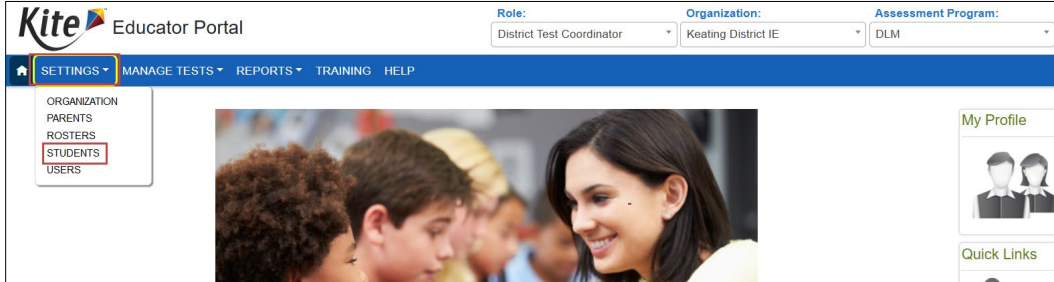 Kite Educator Portal
Role: Organization: Assessment Program:
District Test Coordinator Keating District IE DLM
SETTINGS MANAGE TESTS REPORTS TRAINING HELP
ORGANIZATION
PARENTS
ROSTERS
STUDENTS
USERS
My Profile
Quick Links